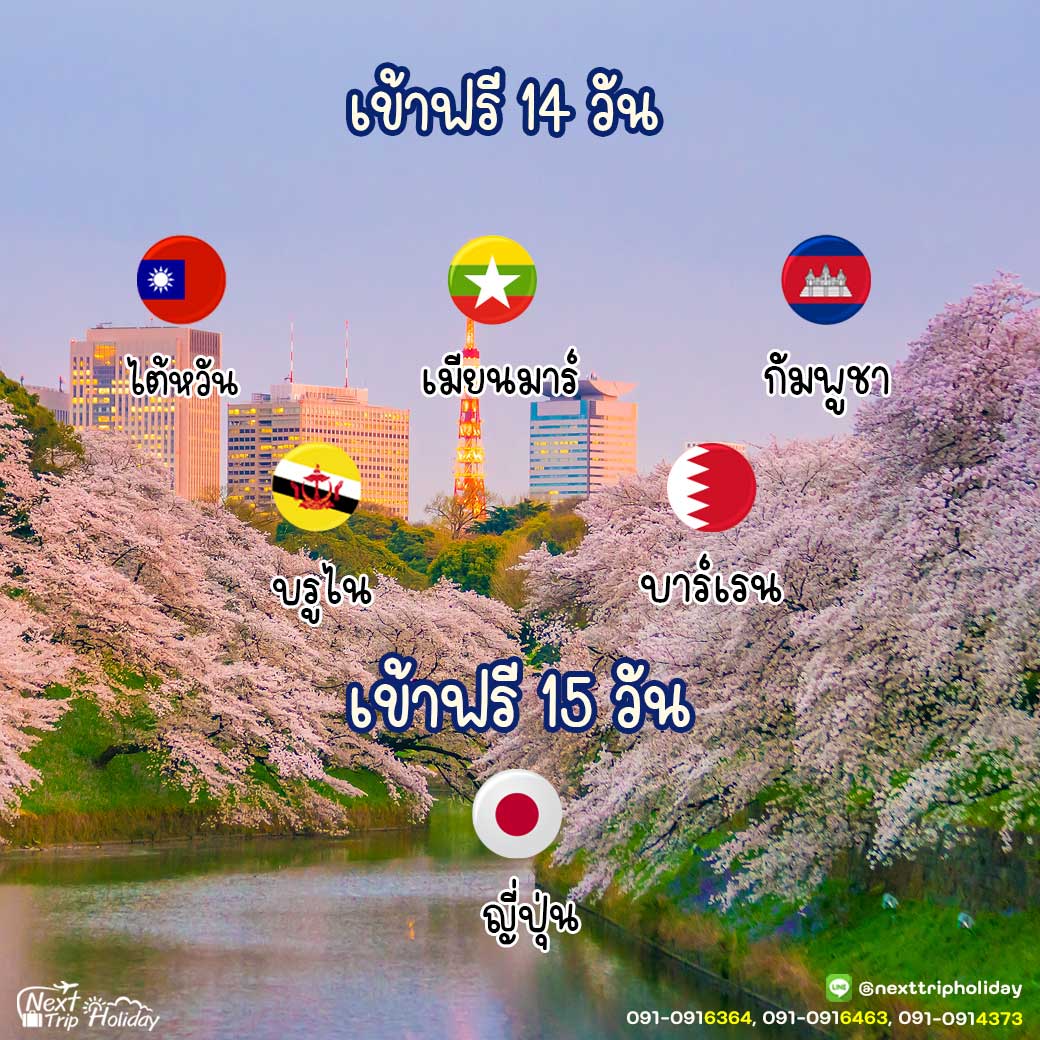 เข้าฟรี 14 วัน
ไต้หวัน
เมียนมาร์
กัมพูชา
บรูไน
บาร์เรน
เข้าฟรี 15 วัน
ญี่ปุ่น
Next
Trip Holiday
LINE @nexttripholiday
091-0916364, 091-0916463, 091-0914373